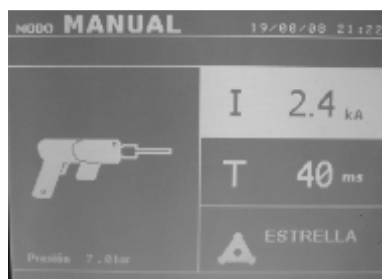 MODO MANUAL 19/08/08 21:22
I 2.4 kA
T 40 ms
ESTRELLA
Presión 7.0bar